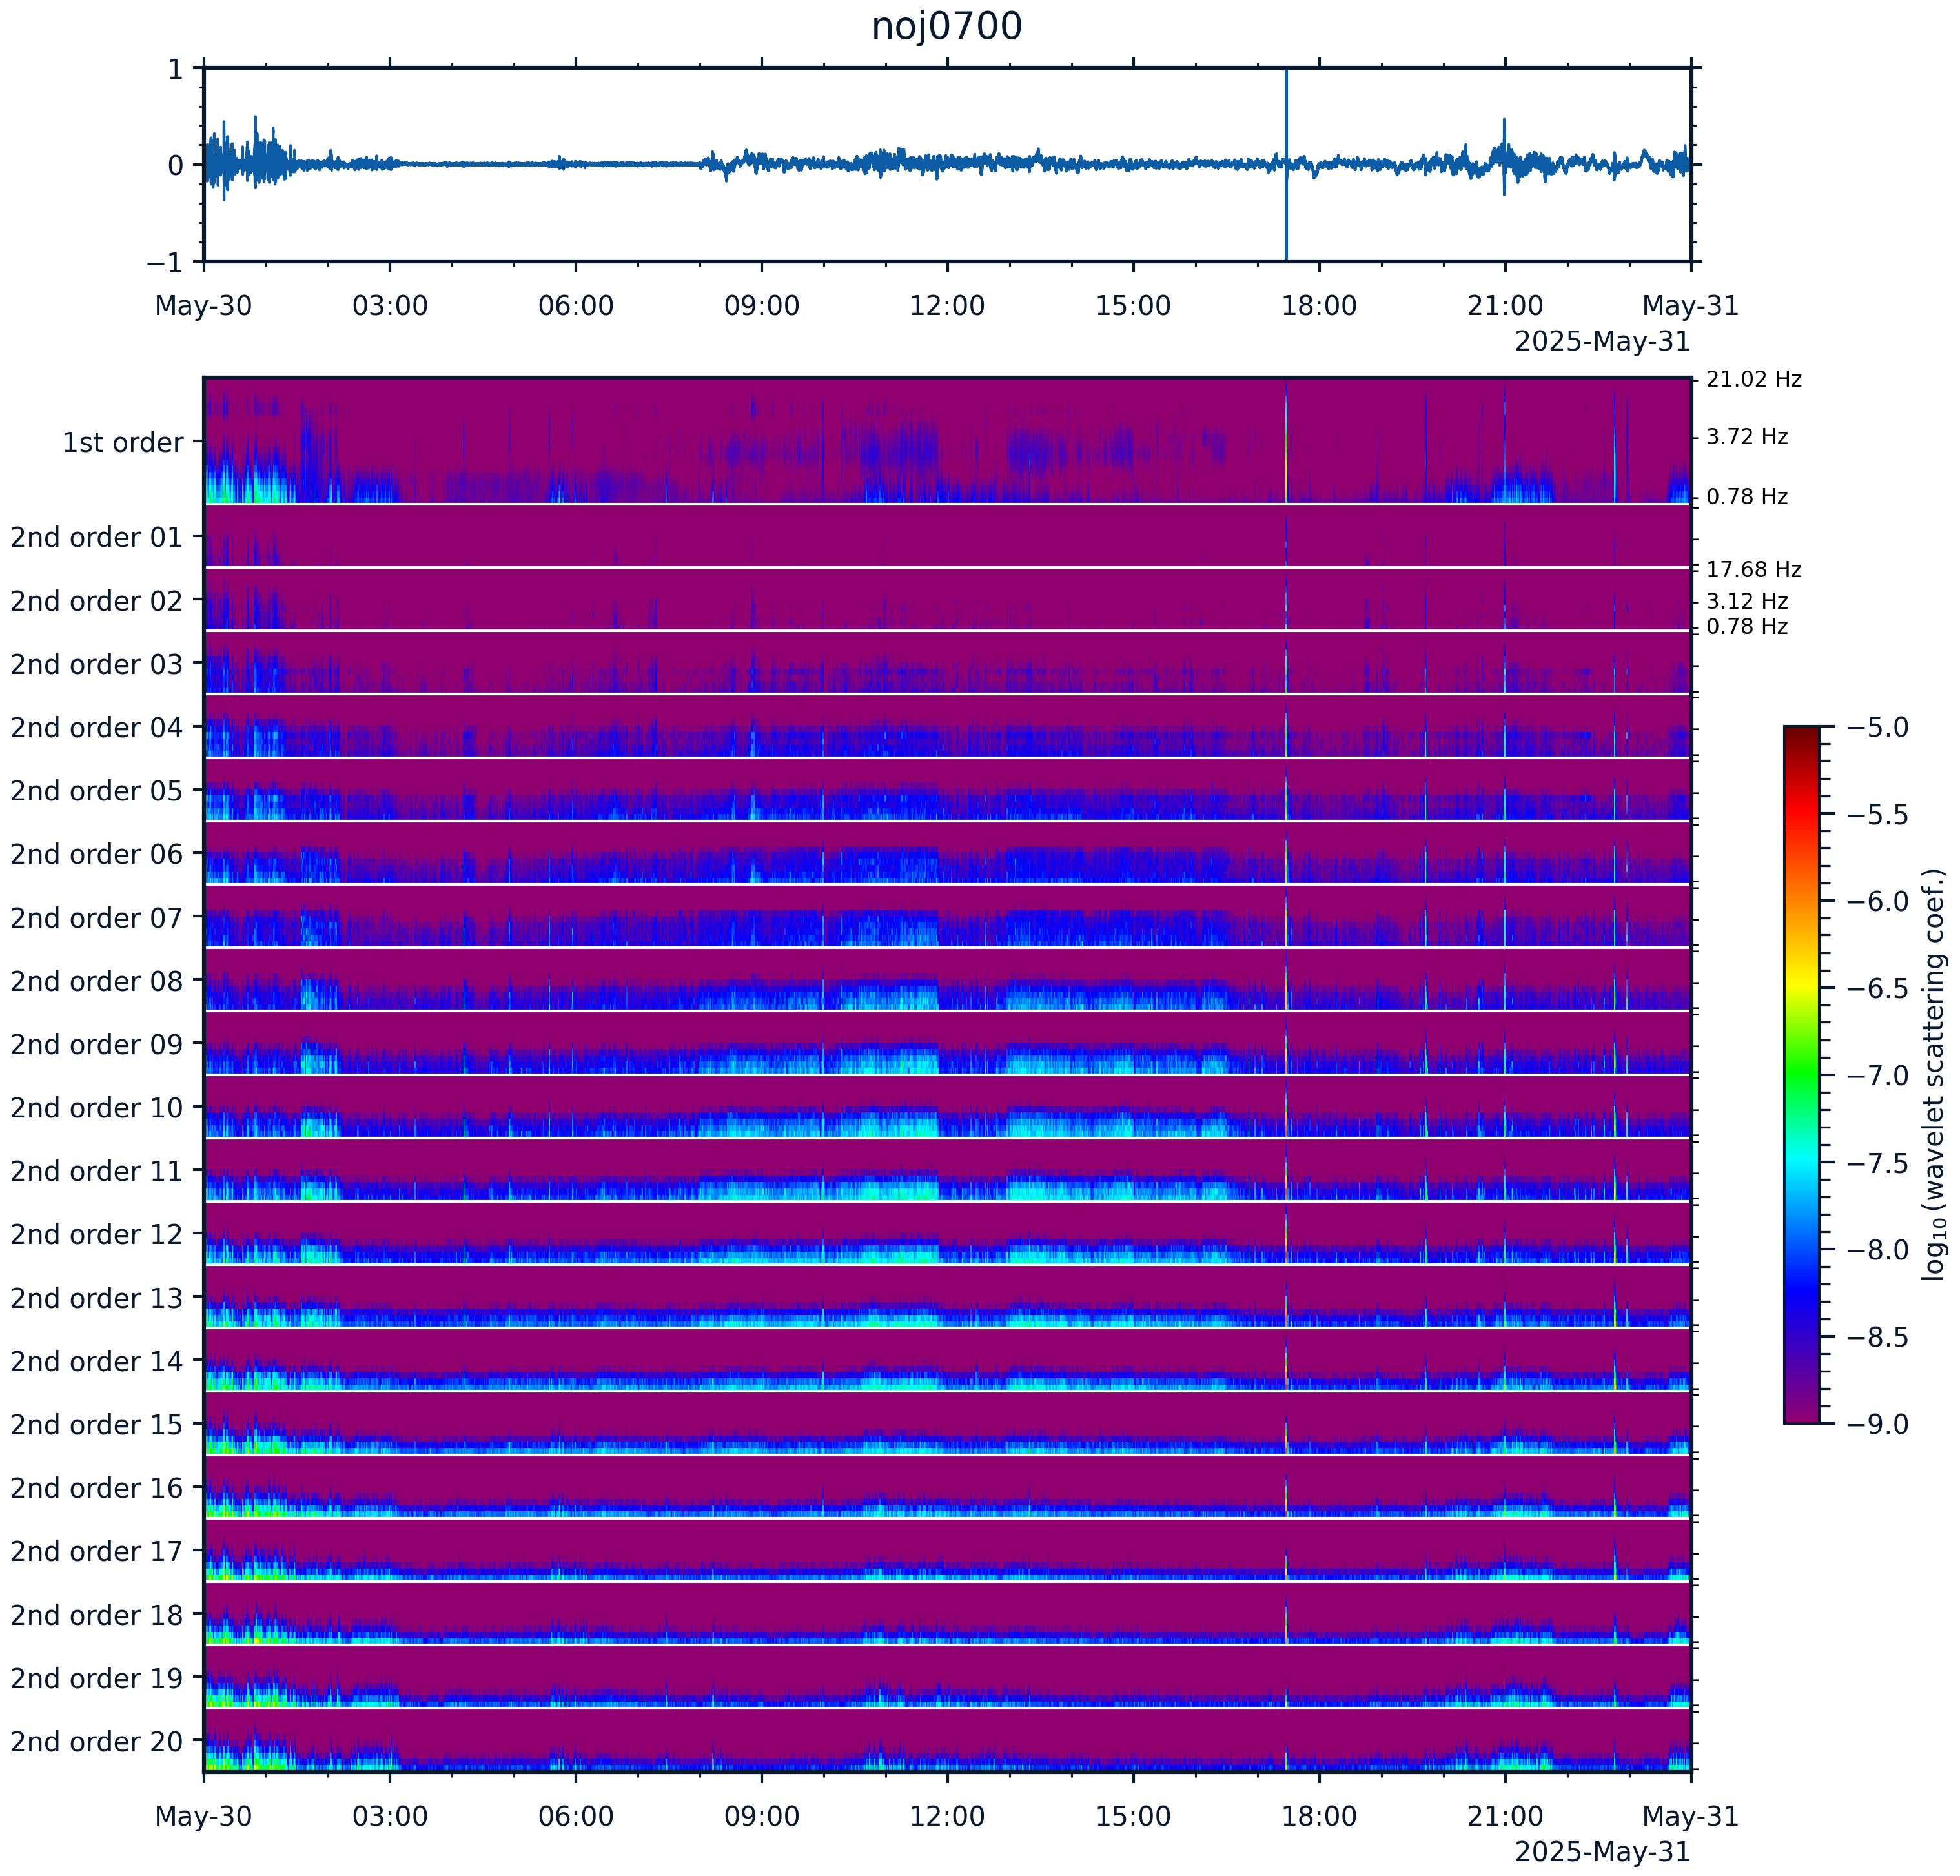 noj0700
1
0
−1
May-30 03:00 06:00 09:00 12:00 15:00 18:00 21:00 May-31
2025-May-31
1st order
21.02 Hz
3.72 Hz
0.78 Hz
2nd order 01
2nd order 02
17.68 Hz
3.12 Hz
0.78 Hz
2nd order 03
2nd order 04
2nd order 05
2nd order 06
2nd order 07
2nd order 08
2nd order 09
2nd order 10
2nd order 11
2nd order 12
2nd order 13
2nd order 14
2nd order 15
2nd order 16
2nd order 17
2nd order 18
2nd order 19
2nd order 20
May-30 03:00 06:00 09:00 12:00 15:00 18:00 21:00 May-31
2025-May-31
−5.0
−5.5
−6.0
−6.5
−7.0
−7.5
−8.0
−8.5
−9.0
log₁₀(wavelet scattering coef.)